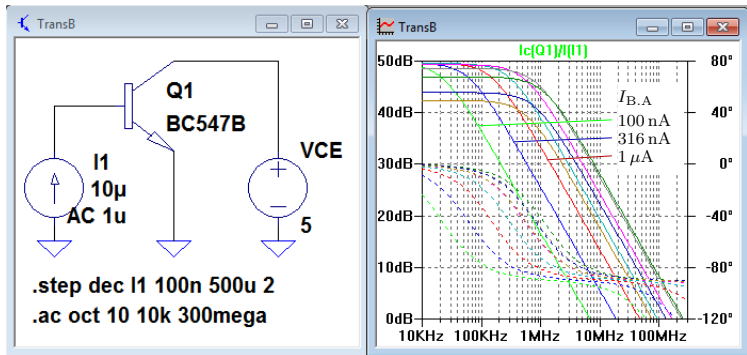 TransB
Q1
BC547B
VCE
I1
10µ
AC 1u
5
.step dec I1 100n 500u 2
.ac oct 10 10k 300mega
TransB
Ic(Q1)/I(I1)
50dB
80°
I_B.A
40dB
40°
100 nA
316 nA
30dB
0°
1 µA
20dB
-40°
10dB
-80°
0dB
-120°
10KHz 100KHz 1MHz 10MHz 100MHz